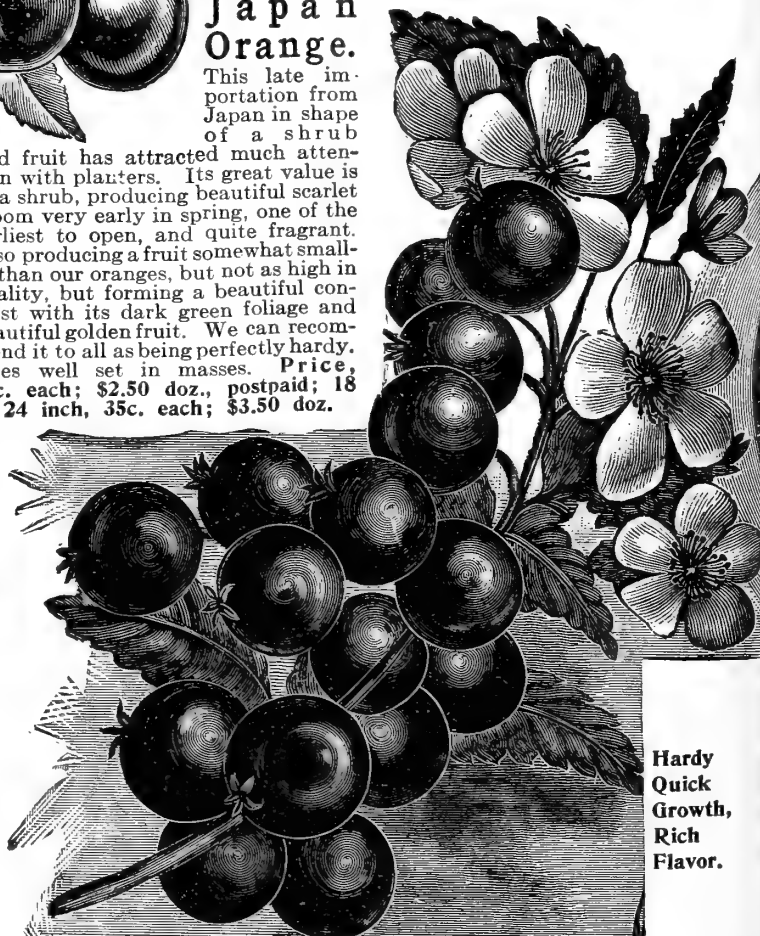 Japan
Orange.
This late im-
portation from
Japan in shape
of a shrub
d fruit has attracted much atten-
n with planters. Its great value is
a shrub, producing beautiful scarlet
oom very early in spring, one of the
rliest to open, and quite fragrant.
so producing a fruit somewhat small-
than our oranges, but not as high in
ality, but forming a beautiful con-
st with its dark green foliage and
autiful golden fruit. We can recom-
nd it to all as being perfectly hardy.
es well set in masses. Price,
c. each; $2.50 doz., postpaid; 18
24 inch, 35c. each; $3.50 doz.
Hardy
Quick
Growth,
Rich
Flavor.